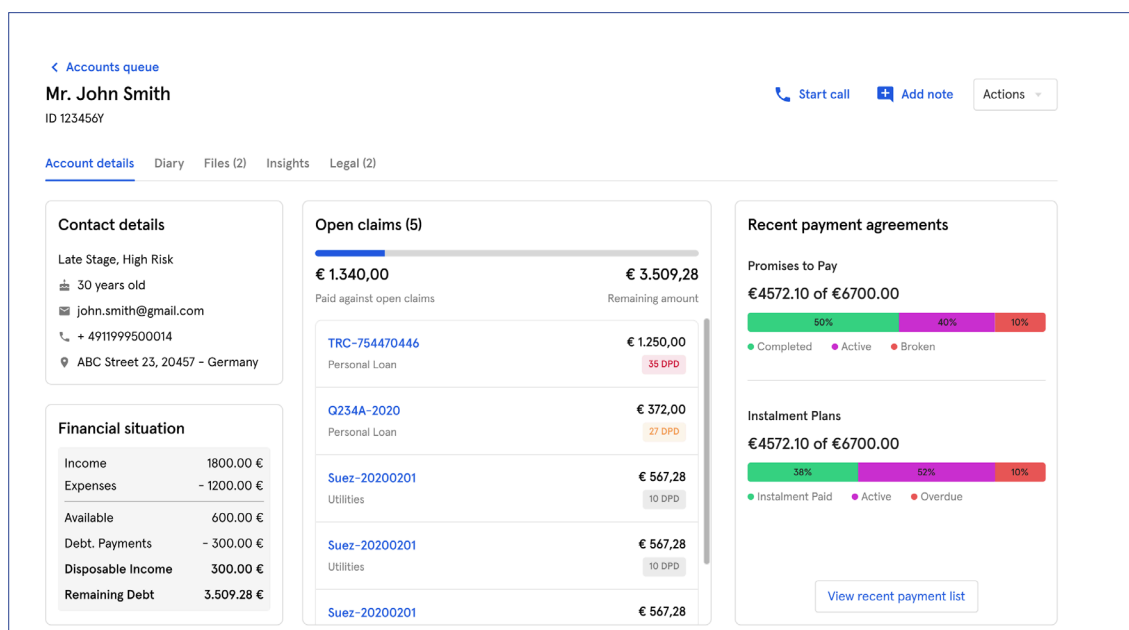 Accounts queue
Mr. John Smith
ID 123456Y
Start call
Add note
Actions
Account details Diary Files (2) Insights Legal (2)
Contact details
Late Stage, High Risk
30 years old
john.smith@gmail.com
+ 4911999500014
ABC Street 23, 20457 - Germany
Financial situation
Income 1800.00 €
Expenses - 1200.00 €
Available 600.00 €
Debt. Payments - 300.00 €
Disposable Income 300.00 €
Remaining Debt 3.509.28 €
Open claims (5)
€ 1.340,00 € 3.509,28
Paid against open claims Remaining amount
TRC-754470446 € 1.250,00
Personal Loan 35 DPD
Q234A-2020 € 372,00
Personal Loan 27 DPD
Suez-20200201 € 567,28
Utilities 10 DPD
Suez-20200201 € 567,28
Utilities 10 DPD
Suez-20200201 € 567,28
Recent payment agreements
Promises to Pay
€4572.10 of €6700.00
50% 40% 10%
Completed Active Broken
Instalment Plans
€4572.10 of €6700.00
38% 52% 10%
Instalment Paid Active Overdue
View recent payment list